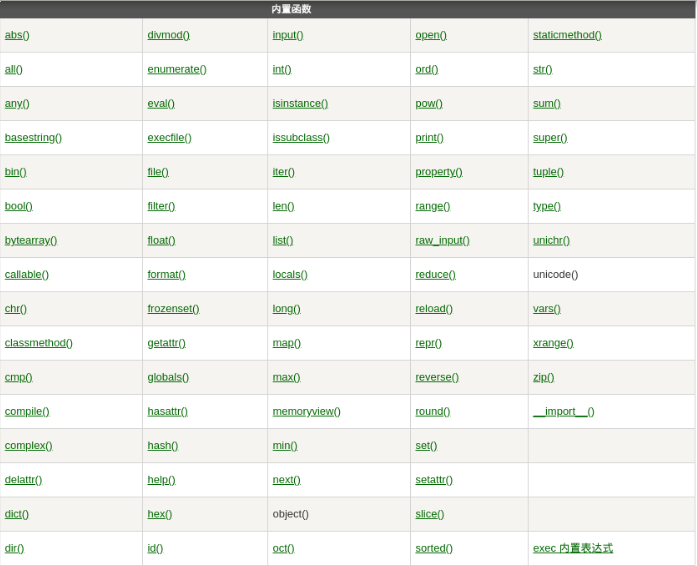 内置函数
abs() divmod() input() open() staticmethod()
all() enumerate() int() ord() str()
any() eval() isinstance() pow() sum()
basestring() execfile() issubclass() print() super()
bin() file() iter() property() tuple()
bool() filter() len() range() type()
bytearray() float() list() raw_input() unichr()
callable() format() locals() reduce() unicode()
chr() frozenset() long() reload() vars()
classmethod() getattr() map() repr() xrange()
cmp() globals() max() reverse() zip()
compile() hasattr() memoryview() round() __import__()
complex() hash() min() set()
delattr() help() next() setattr()
dict() hex() object() slice()
dir() id() oct() sorted() exec 内置表达式